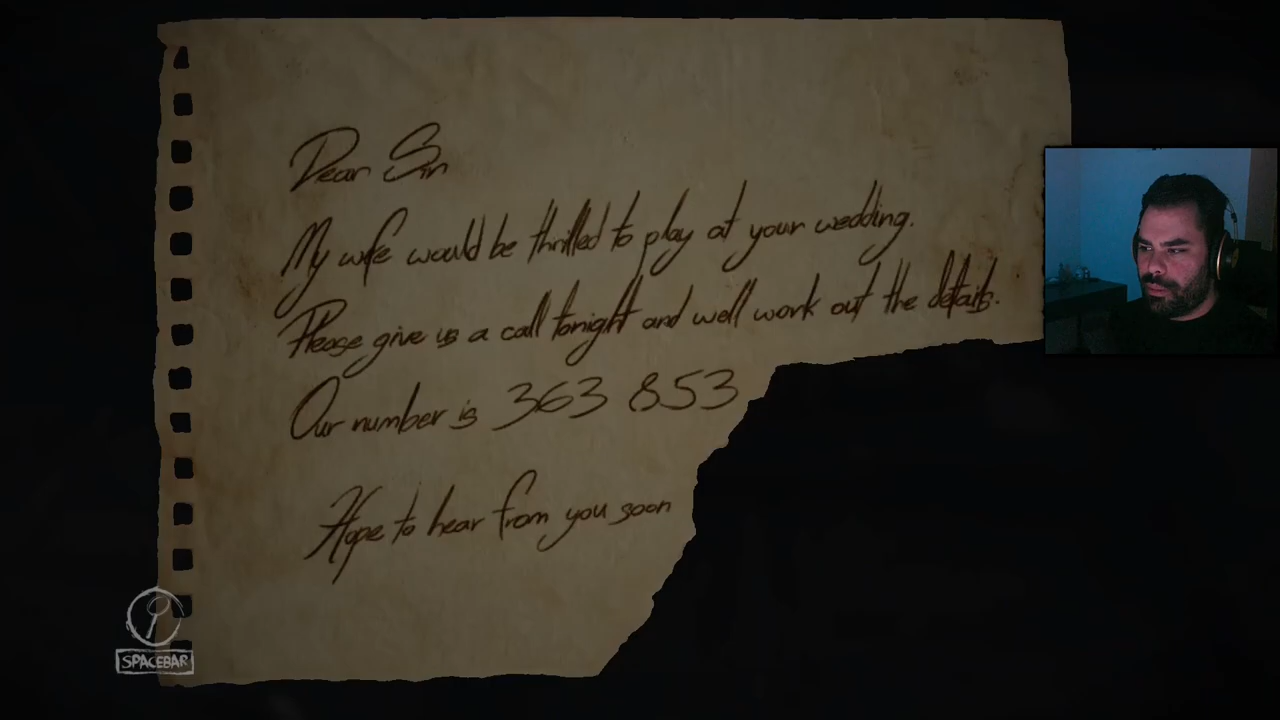 Dear Sir
My wife would be thrilled to play at your wedding.
Please give us a call tonight and well work out the details.
Our number is 363 853
Hope to hear from you soon
SPACEBAR